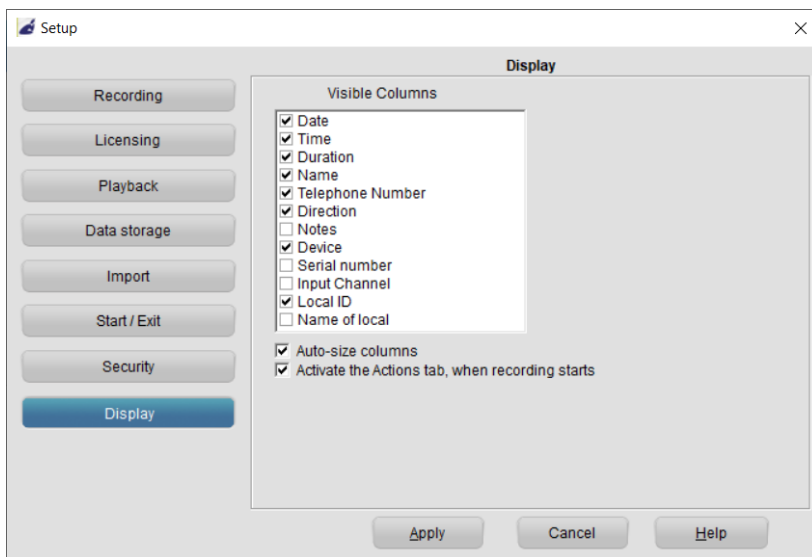 Setup
Display
Recording
Licensing
Playback
Data storage
Import
Start / Exit
Security
Display
Visible Columns
Date
Time
Duration
Name
Telephone Number
Direction
Notes
Device
Serial number
Input Channel
Local ID
Name of local
Auto-size columns
Activate the Actions tab, when recording starts
Apply
Cancel
Help